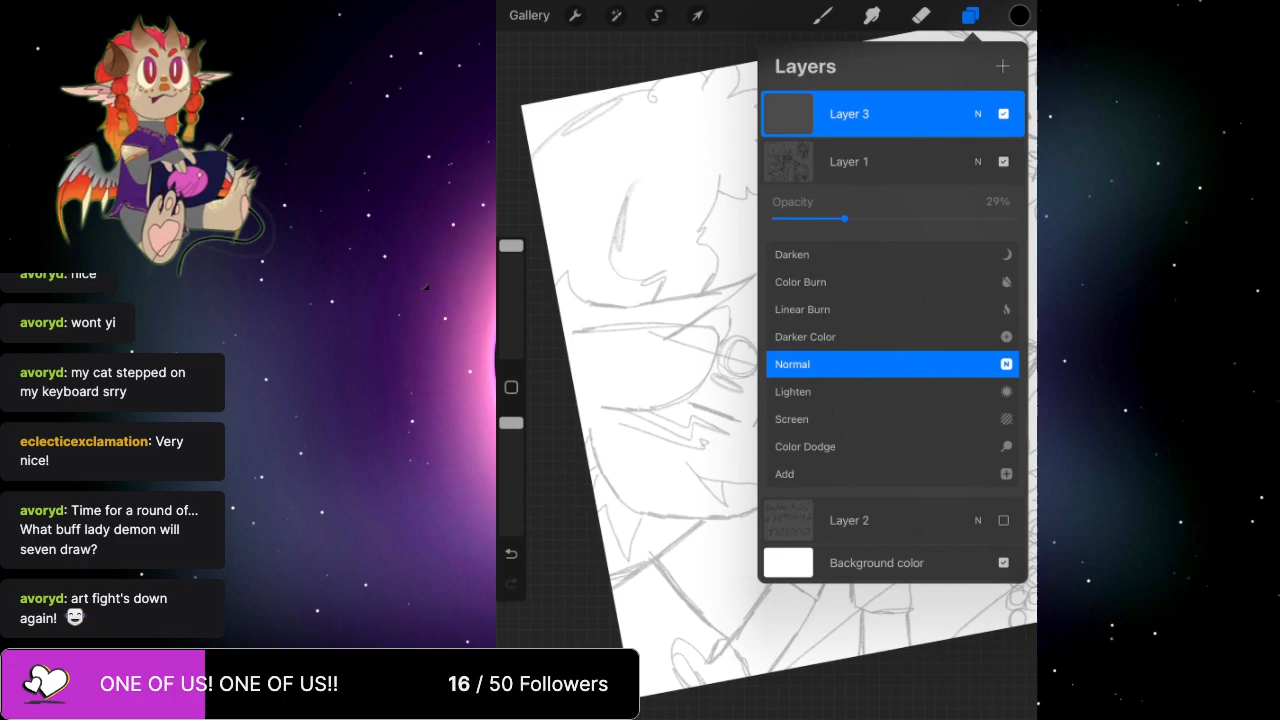 Gallery
Layers
Layer 3 N
Layer 1 N
Opacity 29%
Darken
Color Burn
Linear Burn
Darker Color
Normal N
Lighten
Screen
Color Dodge
Add
Layer 2 N
Background color
avoryd: nice
avoryd: wont yi
avoryd: my cat stepped on
my keyboard srry
eclecticexclamation: Very
nice!
avoryd: Time for a round of...
What buff lady demon will
seven draw?
avoryd: art fight's down
again!
ONE OF US! ONE OF US!! 16 / 50 Followers